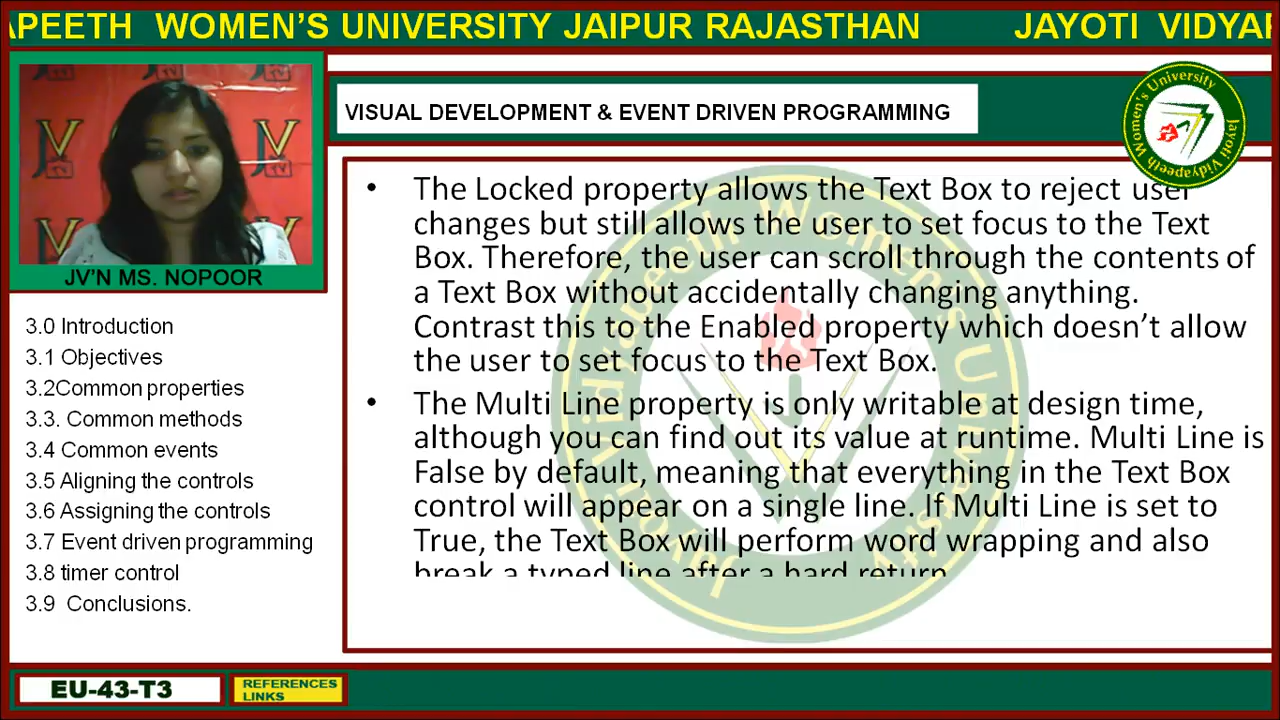 APEETH WOMEN'S UNIVERSITY JAIPUR RAJASTHAN JAYOTI VIDYAP
VISUAL DEVELOPMENT & EVENT DRIVEN PROGRAMMING
Jayoti Vidyapeeth Women's University
JV'N MS. NOPOOR
3.0 Introduction
3.1 Objectives
3.2Common properties
3.3. Common methods
3.4 Common events
3.5 Aligning the controls
3.6 Assigning the controls
3.7 Event driven programming
3.8 timer control
3.9 Conclusions.
• The Locked property allows the Text Box to reject user
changes but still allows the user to set focus to the Text
Box. Therefore, the user can scroll through the contents of
a Text Box without accidentally changing anything.
Contrast this to the Enabled property which doesn't allow
the user to set focus to the Text Box.
• The Multi Line property is only writable at design time,
although you can find out its value at runtime. Multi Line is
False by default, meaning that everything in the Text Box
control will appear on a single line. If Multi Line is set to
True, the Text Box will perform word wrapping and also
break a typed line after a hard return
Jayoti Vidyapeeth Women's University
EU-43-T3
REFERENCES
LINKS